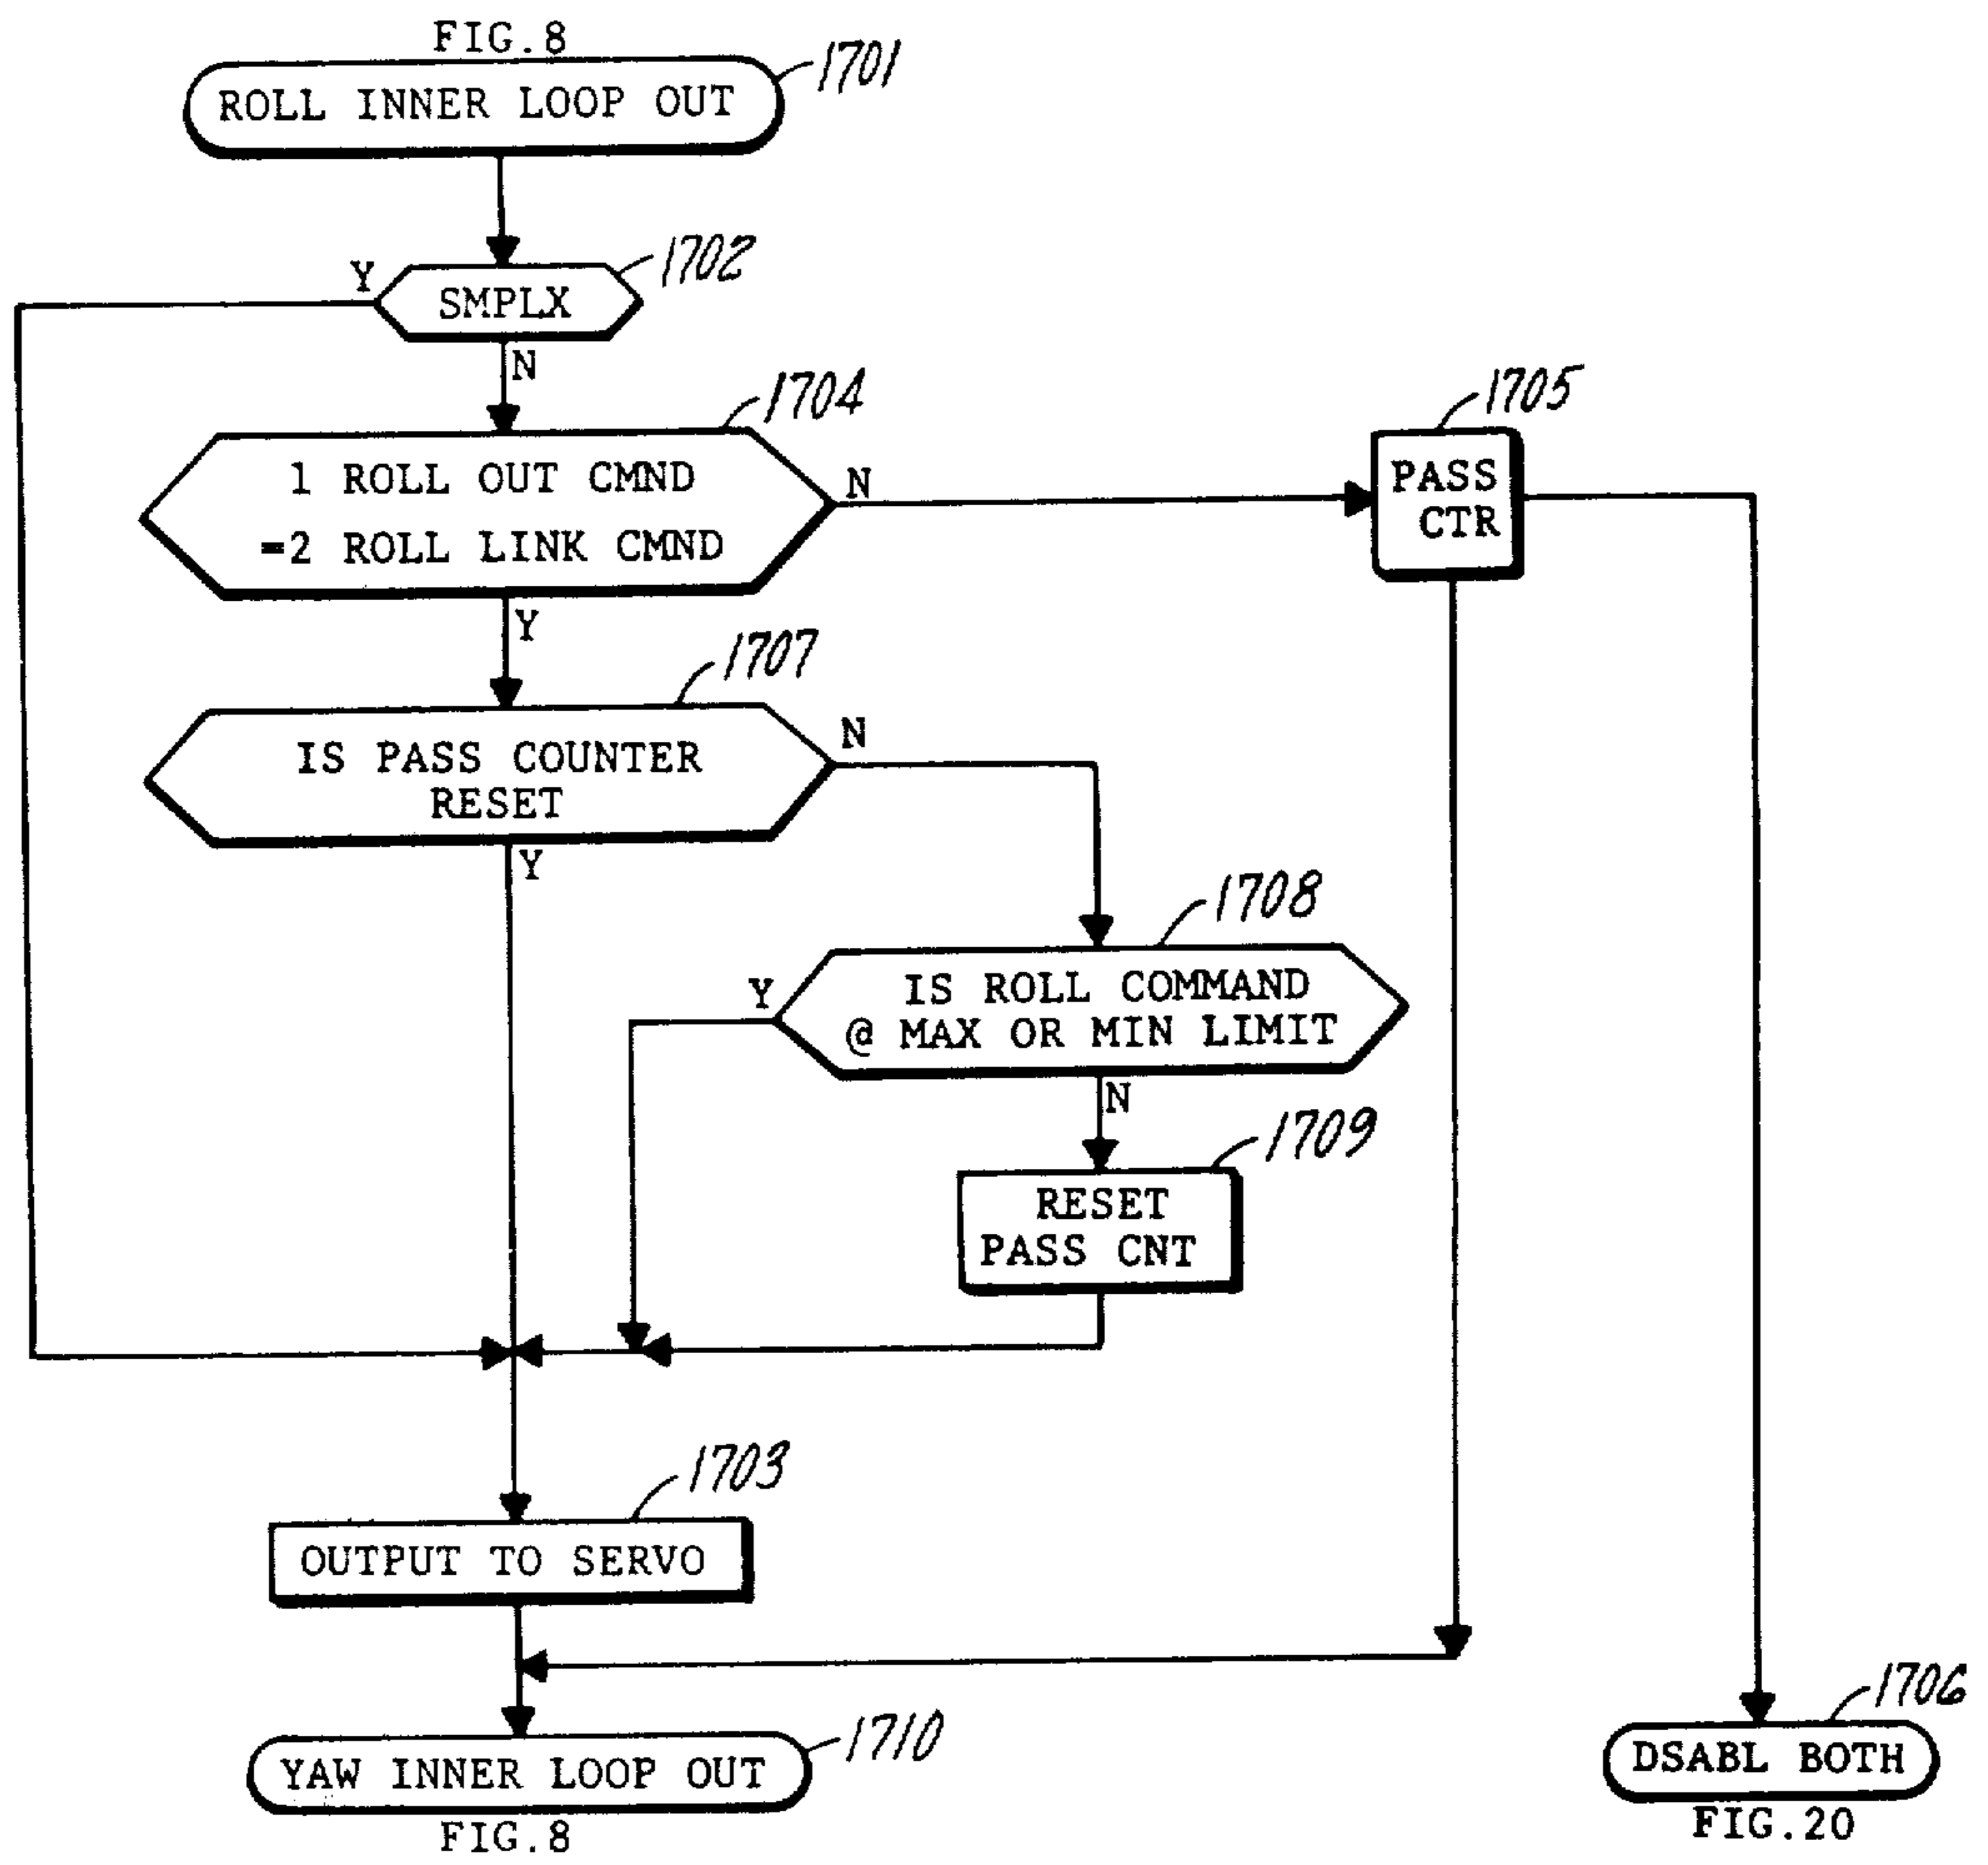 FIG.8
ROLL INNER LOOP OUT
1701
1702
Y
SMPLX
N
1704
1 ROLL OUT CMND
=2 ROLL LINK CMND
N
1705
PASS
CTR
Y
1707
IS PASS COUNTER
RESET
N
Y
1708
Y
IS ROLL COMMAND
@ MAX OR MIN LIMIT
N
1709
RESET
PASS CNT
1703
OUTPUT TO SERVO
1710
YAW INNER LOOP OUT
FIG.8
1706
DSABL BOTH
FIG.20